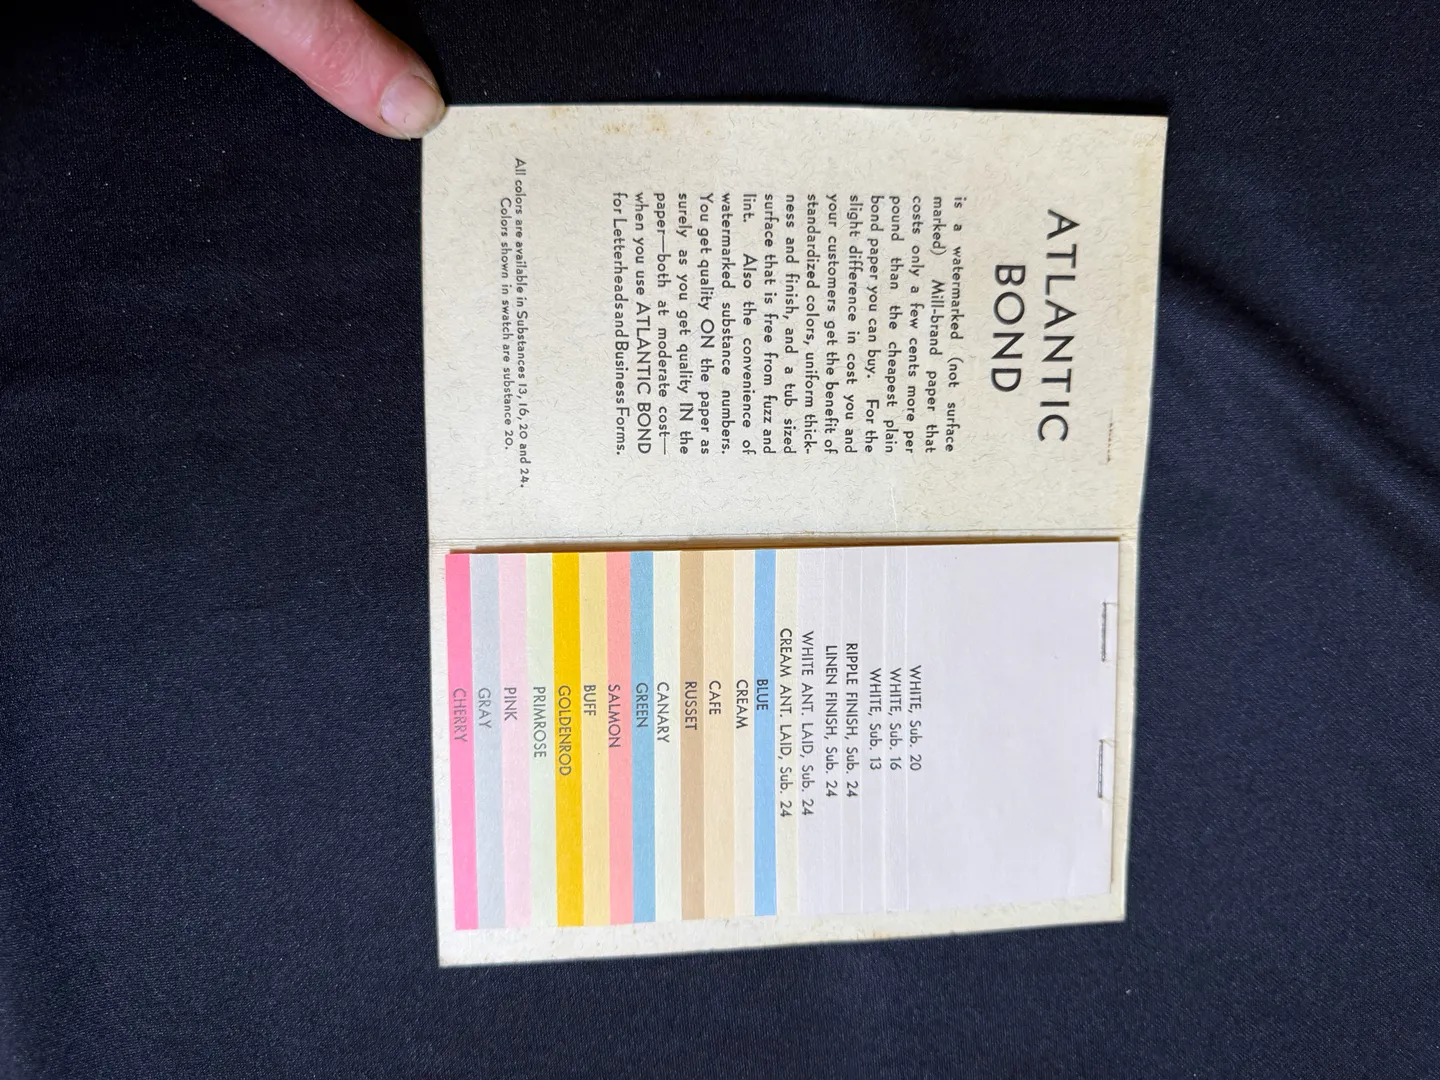 ATLANTIC
BOND
is a watermarked (not surface
marked) Mill-brand paper that
costs only a few cents more per
pound than the cheapest plain
bond paper you can buy. For the
slight difference in cost you and
your customers get the benefit of
standardized colors, uniform thick-
ness and finish, and a tub sized
surface that is free from fuzz and
lint. Also the convenience of
watermarked substance numbers.
You get quality ON the paper as
surely as you get quality IN the
paper—both at moderate cost—
when you use ATLANTIC BOND
for Letterheads and Business Forms.
All colors are available in Substances 13, 16, 20 and 24.
Colors shown in swatch are substance 20.
WHITE, Sub. 20
WHITE, Sub. 16
WHITE, Sub. 13
RIPPLE FINISH, Sub. 24
LINEN FINISH, Sub. 24
WHITE ANT. LAID, Sub. 24
CREAM ANT. LAID, Sub. 24
BLUE
CREAM
CAFE
RUSSET
CANARY
GREEN
SALMON
BUFF
GOLDENROD
PRIMROSE
PINK
GRAY
CHERRY